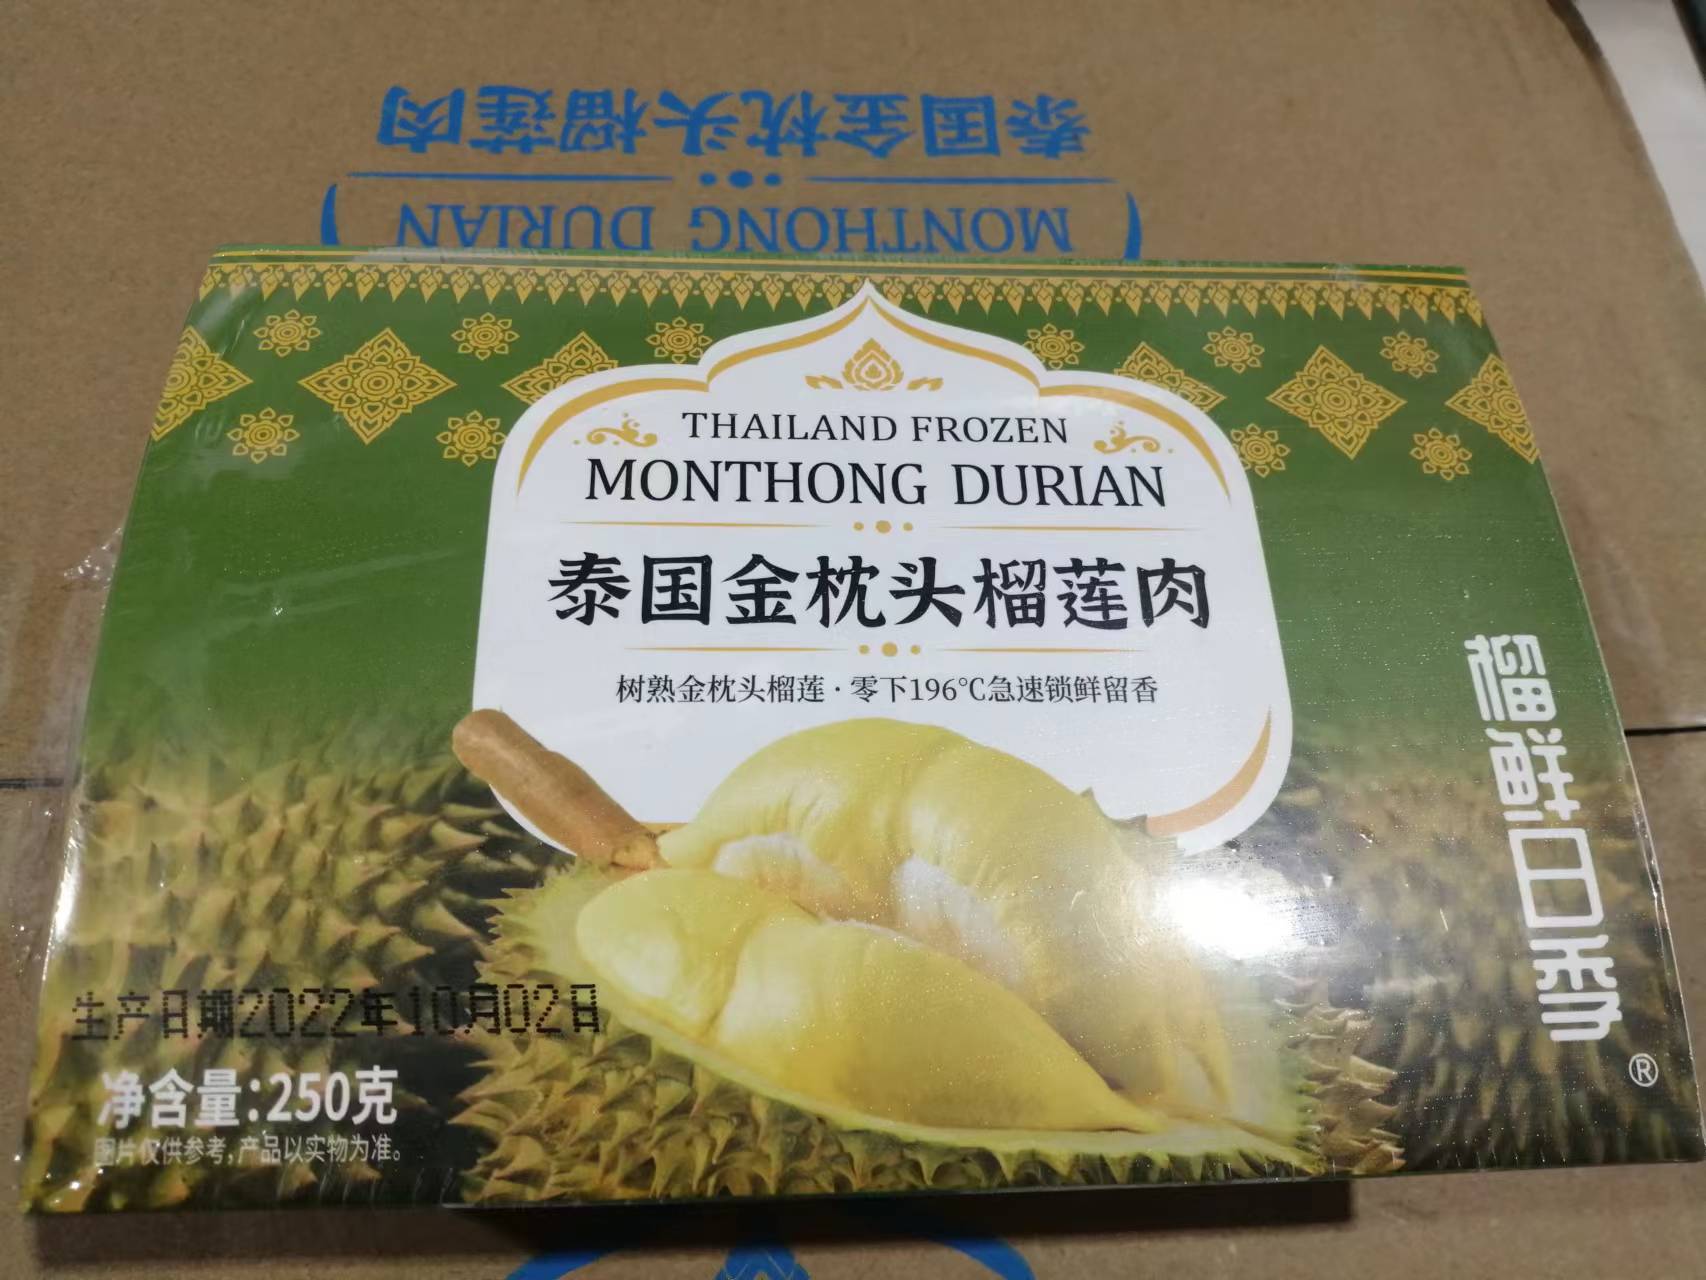 泰国金枕头榴莲肉
MONTHONG DURIAN
THAILAND FROZEN
MONTHONG DURIAN
泰国金枕头榴莲肉
树熟金枕头榴莲·零下196℃急速锁鲜留香
榴鲜日香
®
生产日期2022年10月02日
净含量:250克
图片仅供参考,产品以实物为准。